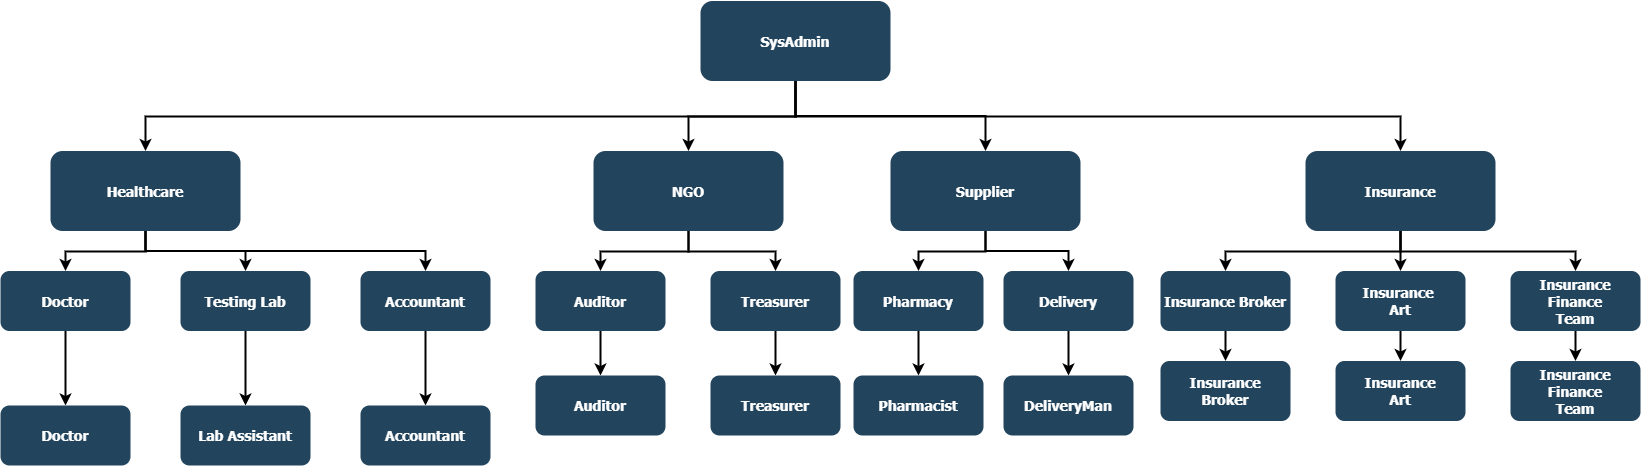 SysAdmin
Healthcare
NGO
Supplier
Insurance
Doctor
Testing Lab
Accountant
Auditor
Treasurer
Pharmacy
Delivery
Insurance Broker
Insurance
Art
Insurance
Finance
Team
Doctor
Lab Assistant
Accountant
Auditor
Treasurer
Pharmacist
DeliveryMan
Insurance
Broker
Insurance
Art
Insurance
Finance
Team